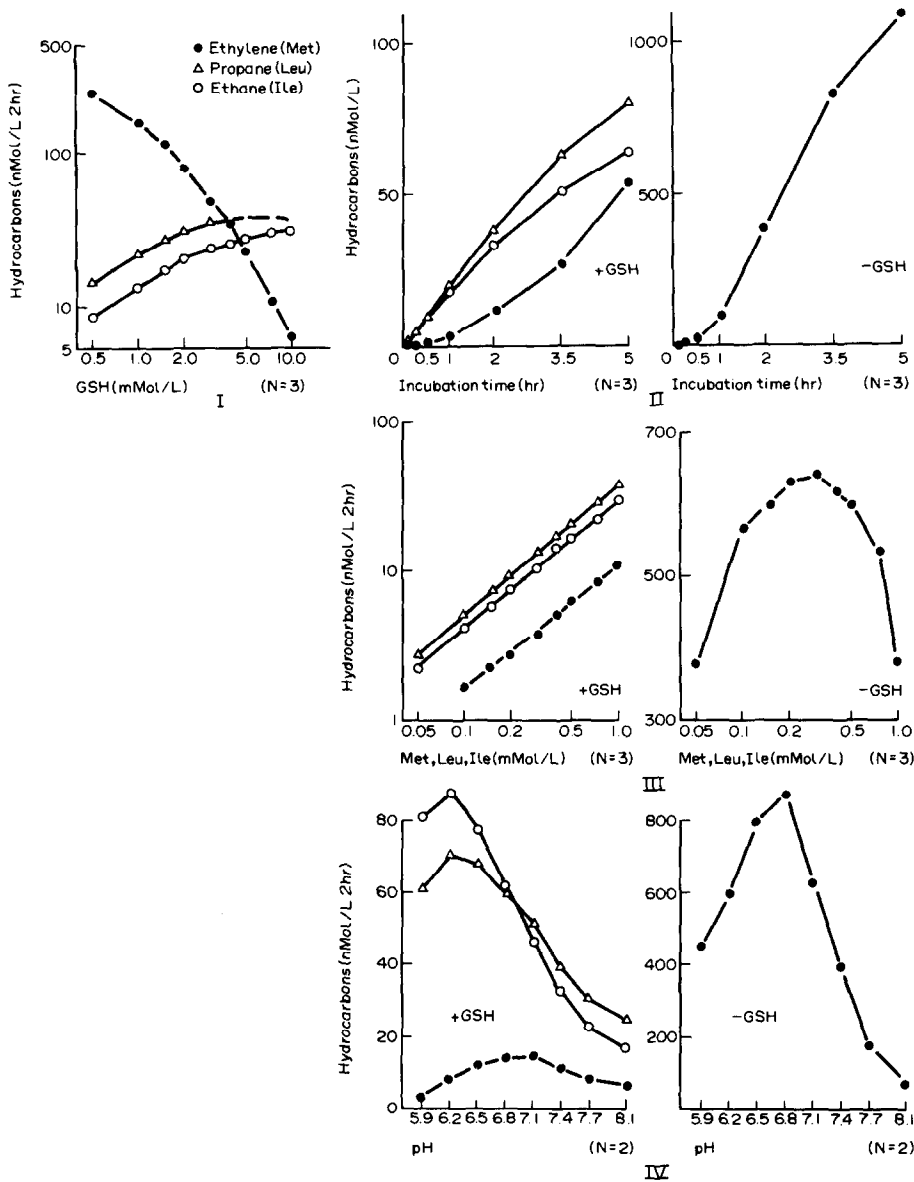 500
100
10
5
Hydrocarbons (nMol/L 2hr)
● Ethylene (Met)
△ Propane (Leu)
○ Ethane (Ile)
0.5 1.0 2.0 5.0 10.0
GSH (mMol/L) (N=3)
I
100
50
Hydrocarbons (nMol/L)
+GSH
0 0.5 1 2 3.5 5
Incubation time (hr) (N=3)
1000
500
-GSH
0.5 1 2 3.5 5
Incubation time (hr) (N=3)
II
100
10
1
Hydrocarbons (nMol/L 2hr)
+GSH
0.05 0.1 0.2 0.5 1.0
Met, Leu, Ile (mMol/L) (N=3)
700
500
300
-GSH
0.05 0.1 0.2 0.5 1.0
Met, Leu, Ile (mMol/L) (N=3)
III
80
60
40
20
0
Hydrocarbons (nMol/L 2hr)
+GSH
5.9 6.2 6.5 6.8 7.1 7.4 7.7 8.1
pH (N=2)
800
600
400
200
0
-GSH
5.9 6.2 6.5 6.8 7.1 7.4 7.7 8.1
pH (N=2)
IV